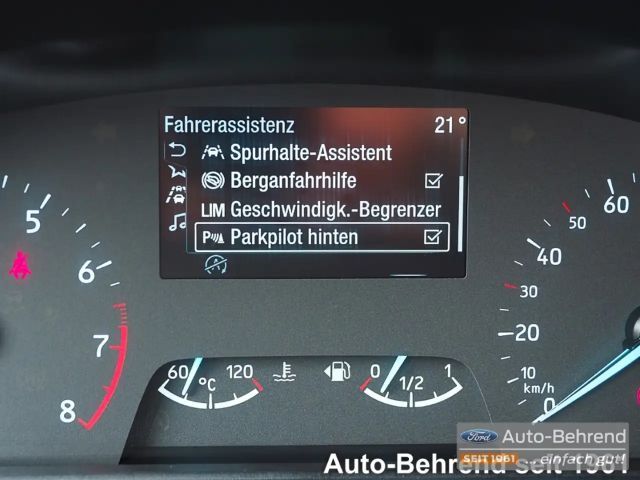 Fahrerassistenz 21°
Spurhalte-Assistent
Berganfahrhilfe
LIM Geschwindigk.-Begrenzer
P Parkpilot hinten
5
6
7
8
60 °C 120
0 1/2 1
60
50
40
30
20
10
km/h
0
Ford Auto-Behrend
SEIT 1961 ...einfach gut!
Auto-Behrend seit 1961